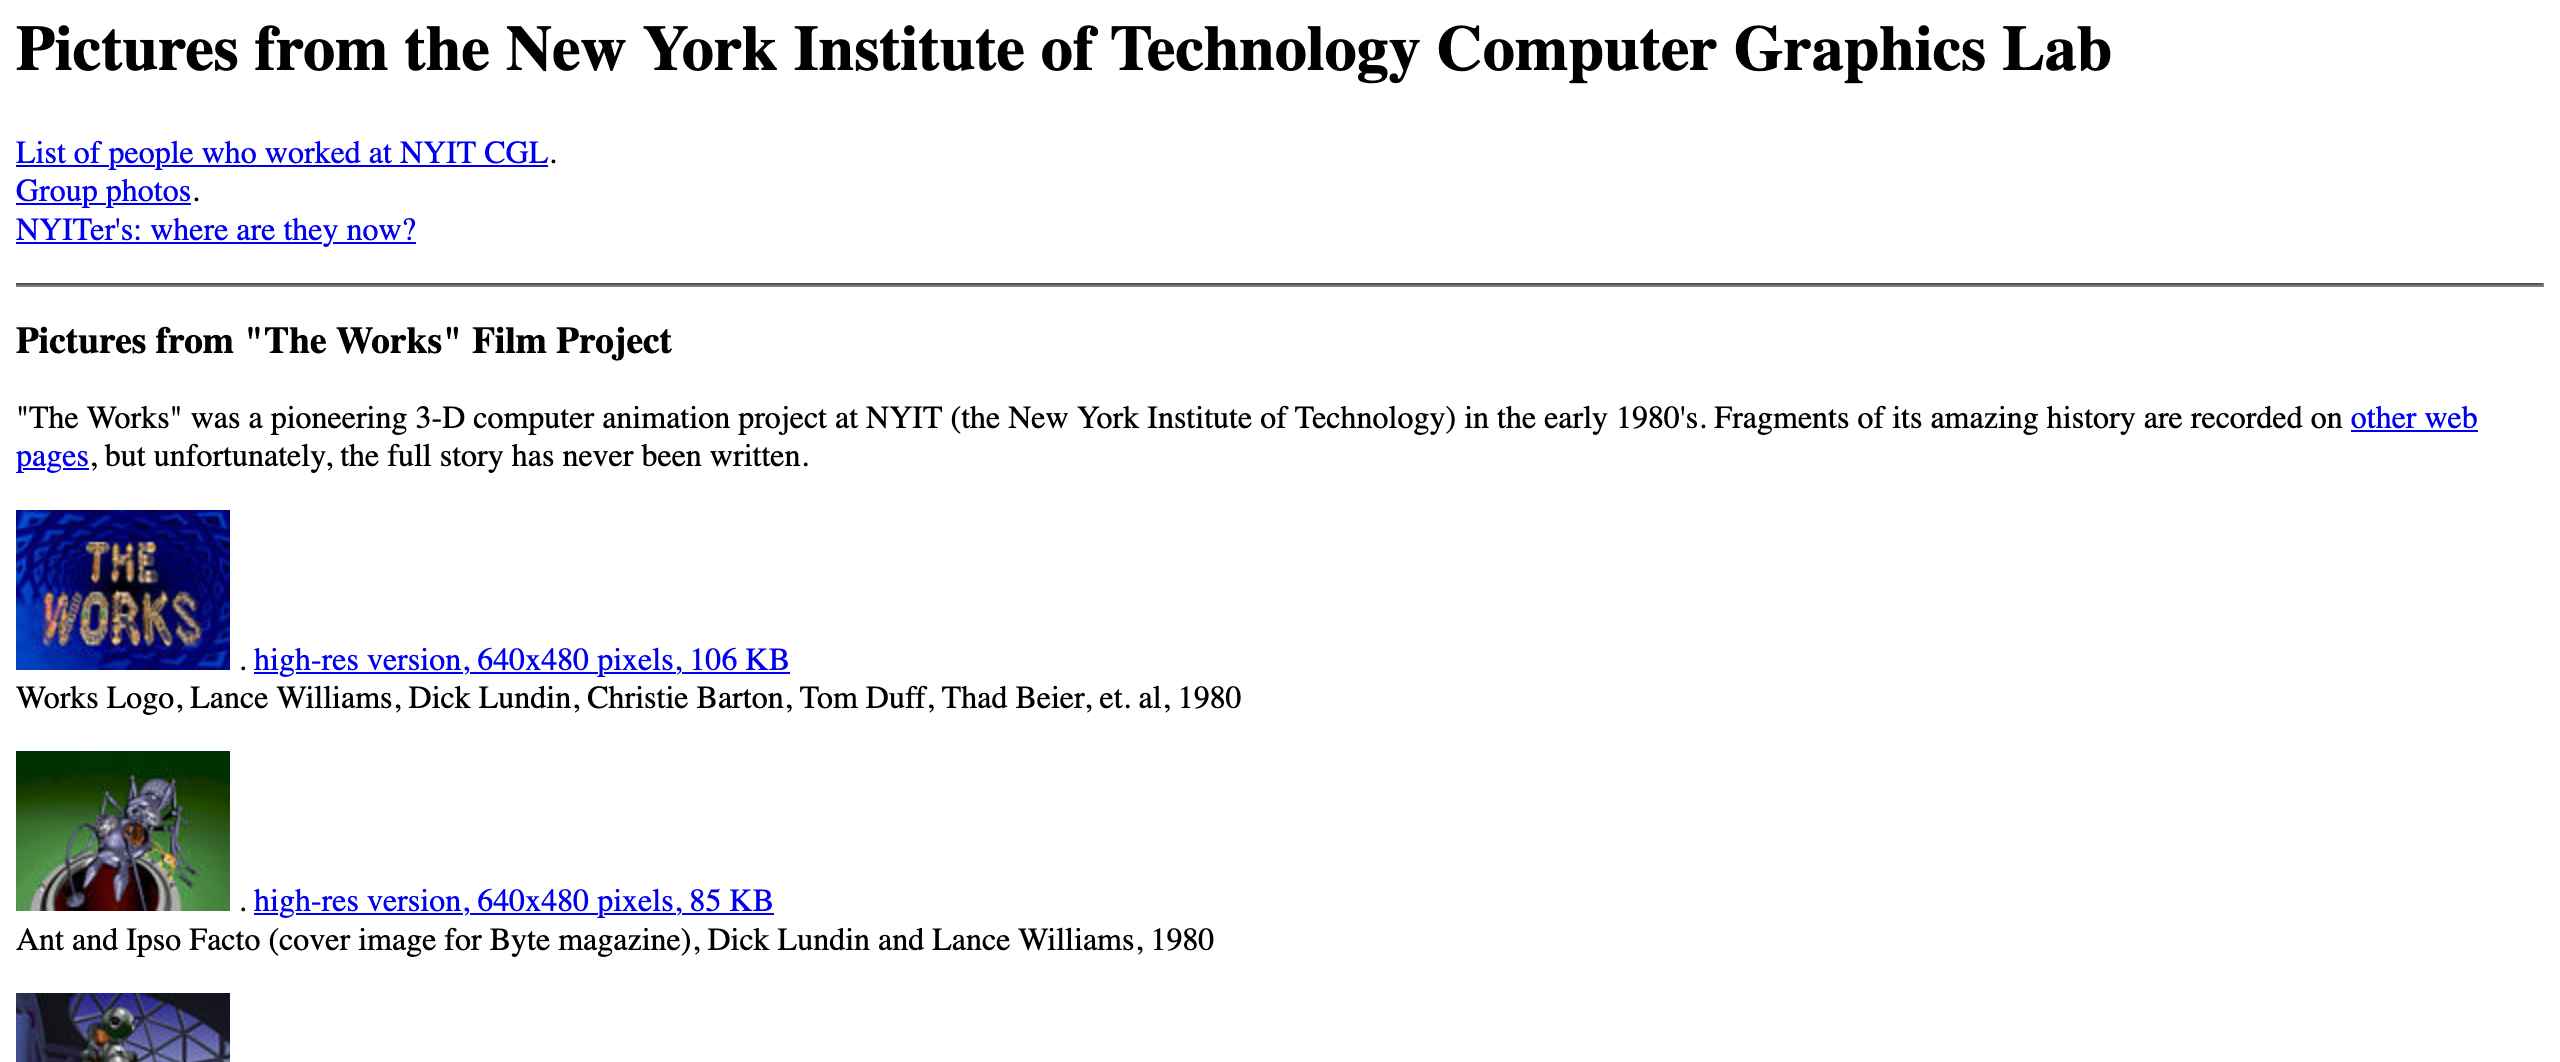 Pictures from the New York Institute of Technology Computer Graphics Lab
List of people who worked at NYIT CGL.
Group photos.
NYITer's: where are they now?
Pictures from "The Works" Film Project
"The Works" was a pioneering 3-D computer animation project at NYIT (the New York Institute of Technology) in the early 1980's. Fragments of its amazing history are recorded on other web
pages, but unfortunately, the full story has never been written.
THE
WORKS
. high-res version, 640x480 pixels, 106 KB
Works Logo, Lance Williams, Dick Lundin, Christie Barton, Tom Duff, Thad Beier, et. al, 1980
. high-res version, 640x480 pixels, 85 KB
Ant and Ipso Facto (cover image for Byte magazine), Dick Lundin and Lance Williams, 1980